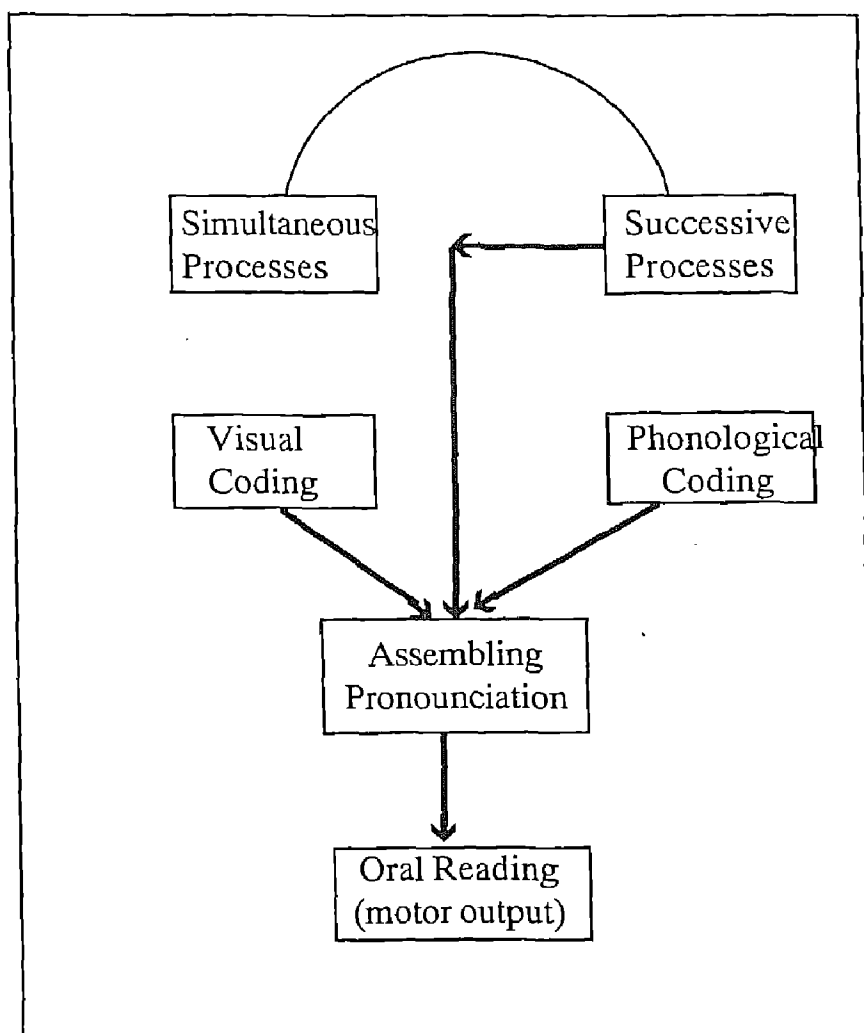 Simultaneous
Processes
Successive
Processes
Visual
Coding
Phonological
Coding
Assembling
Pronounciation
Oral Reading
(motor output)